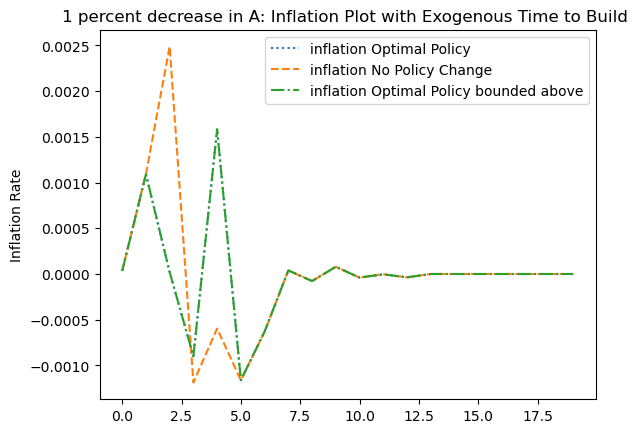 1 percent decrease in A: Inflation Plot with Exogenous Time to Build
inflation Optimal Policy
inflation No Policy Change
inflation Optimal Policy bounded above
Inflation Rate
0.0025
0.0020
0.0015
0.0010
0.0005
0.0000
−0.0005
−0.0010
0.0 2.5 5.0 7.5 10.0 12.5 15.0 17.5